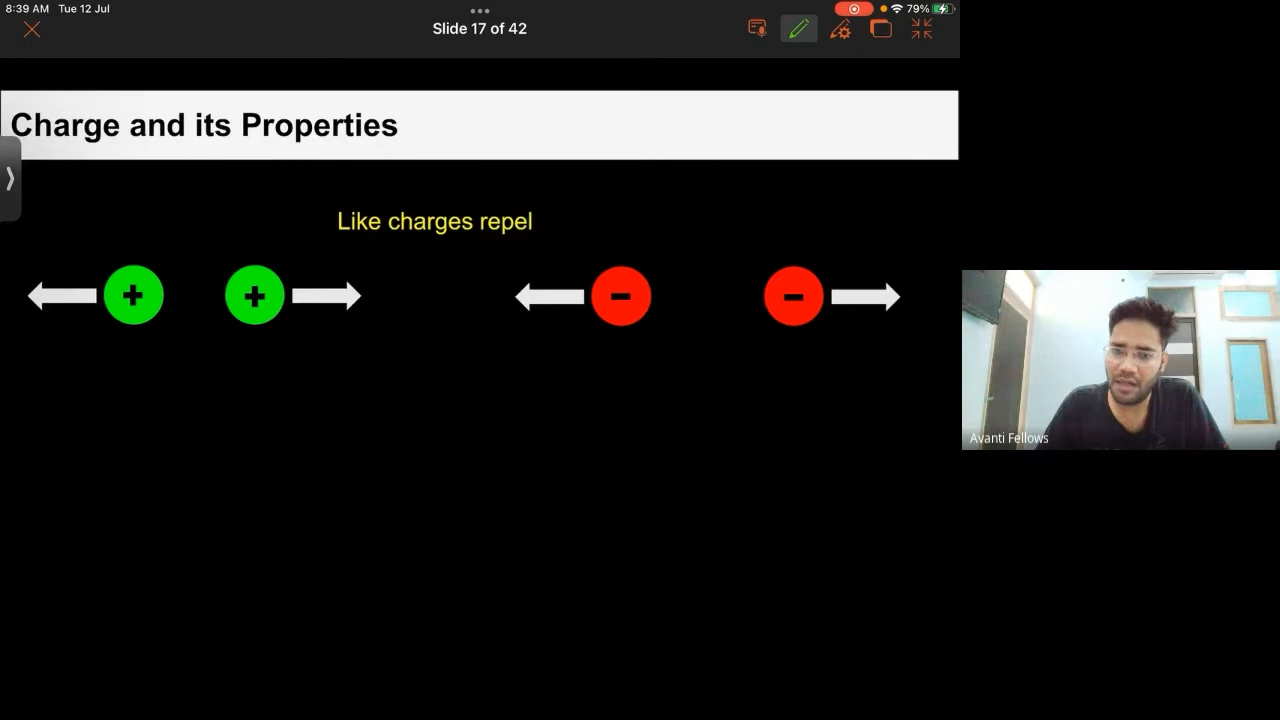 8:39 AM Tue 12 Jul
79%
Slide 17 of 42
Charge and its Properties
Like charges repel
+ + - -
Avanti Fellows